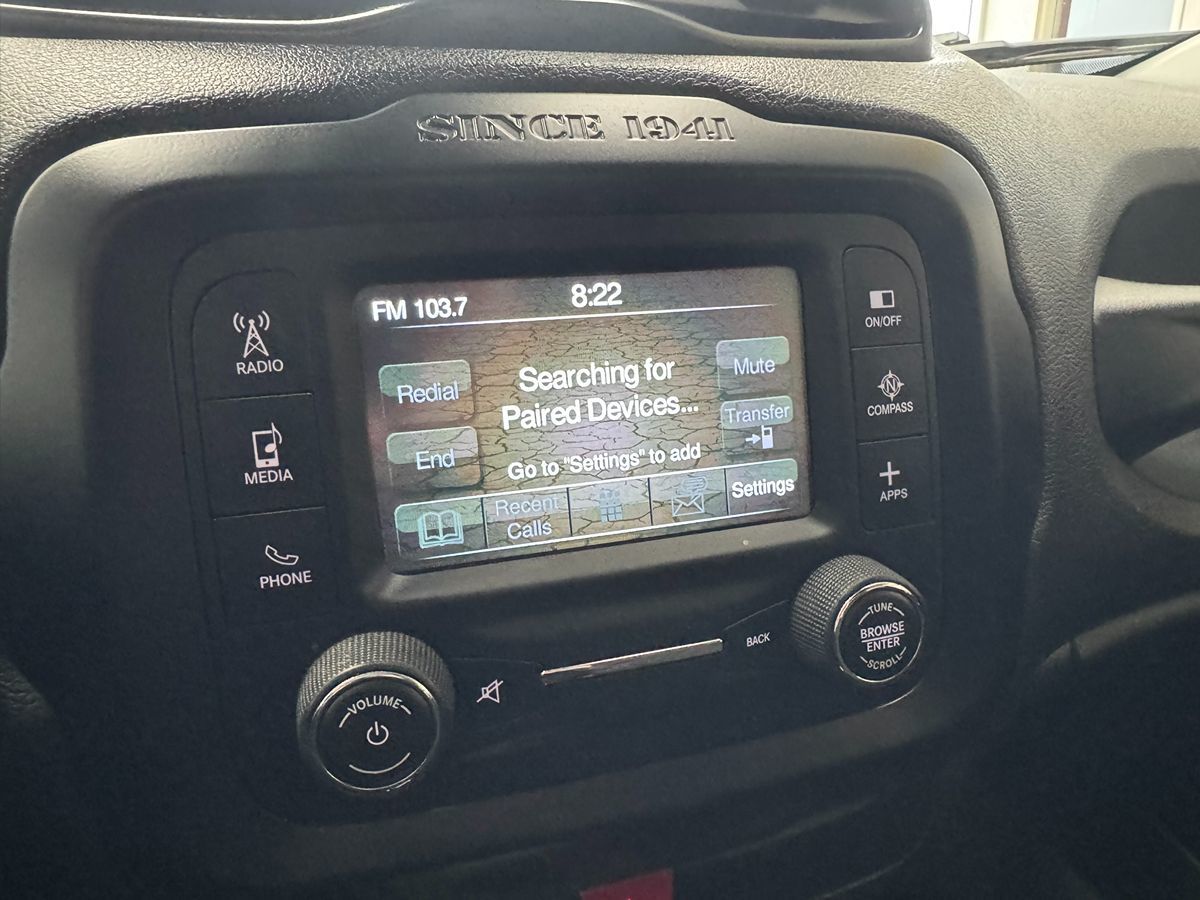 SINCE 1941
FM 103.7
8:22
Redial
Searching for
Paired Devices...
Mute
End
Transfer
Go to "Settings" to add
Recent
Calls
Settings
RADIO
MEDIA
PHONE
ON/OFF
N
COMPASS
APPS
VOLUME
BACK
TUNE
BROWSE
ENTER
SCROLL